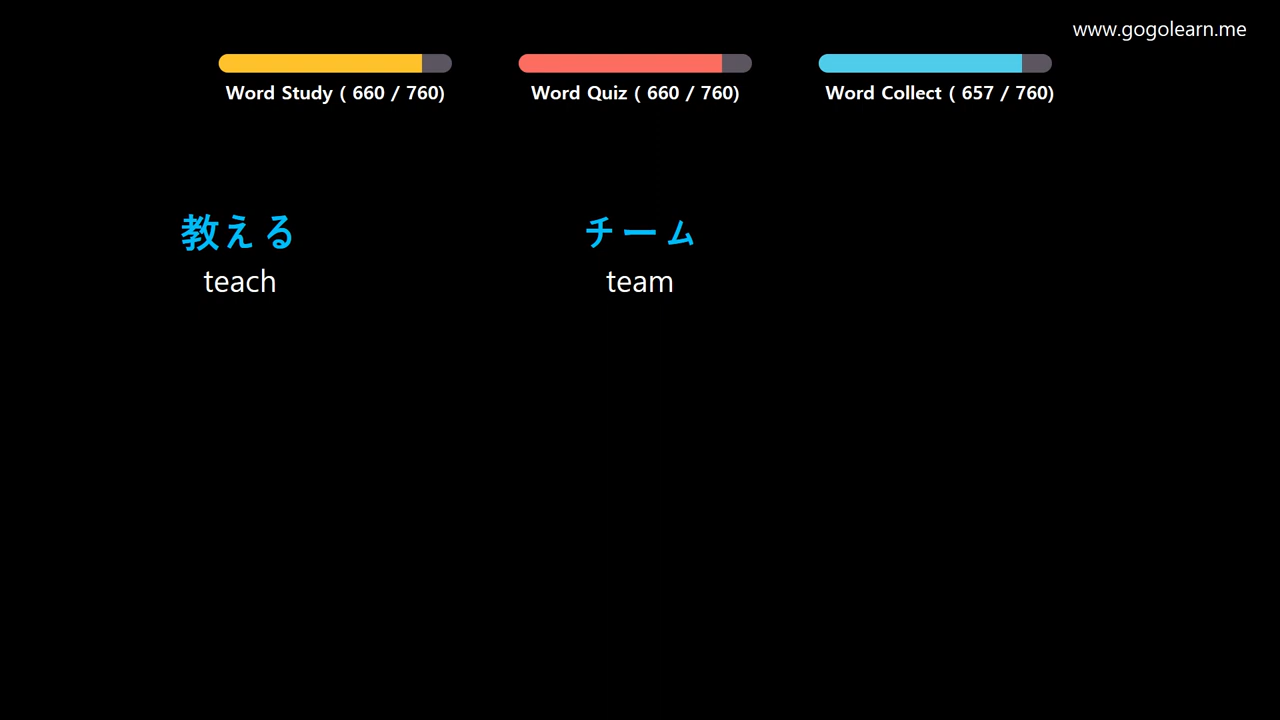 www.gogolearn.me
Word Study ( 660 / 760)
Word Quiz ( 660 / 760)
Word Collect ( 657 / 760)
教える
teach
チーム
team